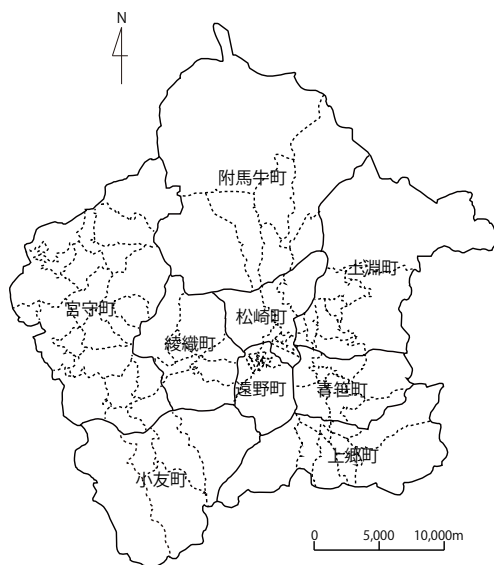 N
附馬牛町
土淵町
宮守町
松崎町
綾織町
遠野町
青笹町
上郷町
小友町
0 5,000 10,000m